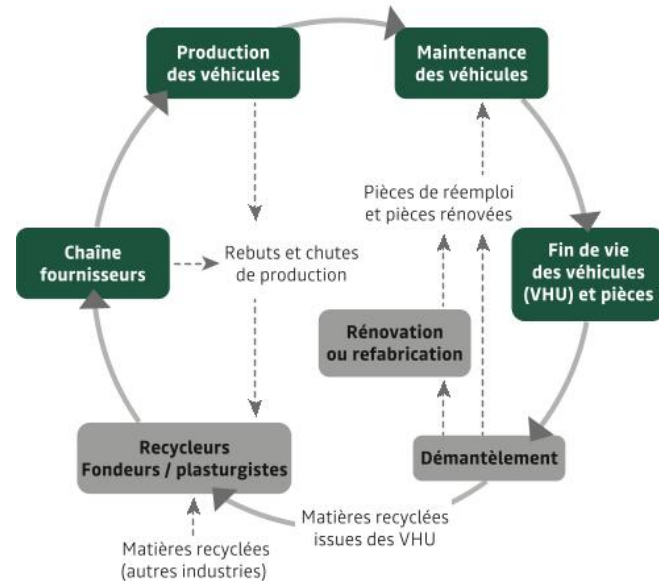 Production
des véhicules
Maintenance
des véhicules
Pièces de réemploi
et pièces rénovées
Chaîne
fournisseurs
Rebuts et chutes
de production
Fin de vie
des véhicules
(VHU) et pièces
Rénovation
ou refabrication
Recycleurs
Fondeurs / plasturgistes
Démantèlement
Matières recyclées
issues des VHU
Matières recyclées
(autres industries)